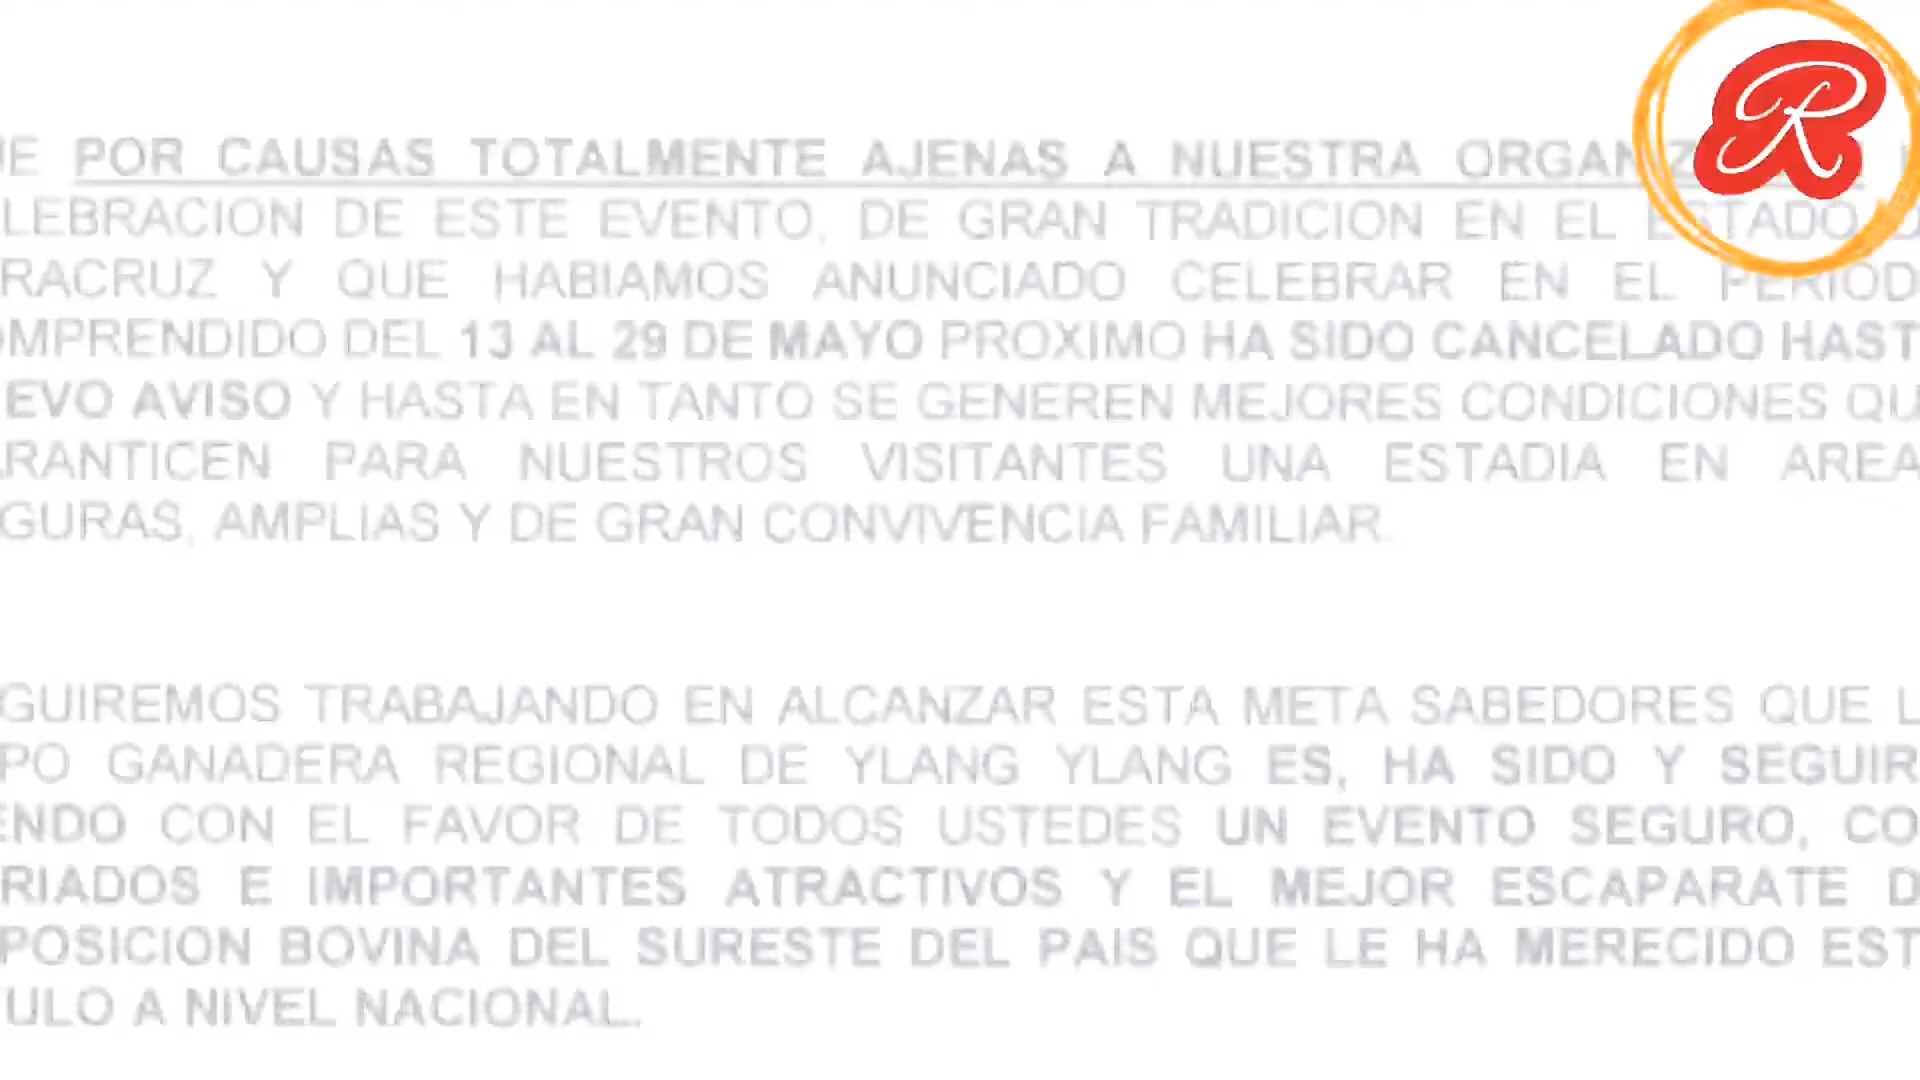 E POR CAUSAS TOTALMENTE AJENAS A NUESTRA ORGANIZ
LEBRACION DE ESTE EVENTO, DE GRAN TRADICION EN EL ESTADO D
RACRUZ Y QUE HABIAMOS ANUNCIADO CELEBRAR EN EL PERIOD
OMPRENDIDO DEL 13 AL 29 DE MAYO PROXIMO HA SIDO CANCELADO HAST
EVO AVISO Y HASTA EN TANTO SE GENEREN MEJORES CONDICIONES QU
RANTICEN PARA NUESTROS VISITANTES UNA ESTADIA EN AREA
GURAS, AMPLIAS Y DE GRAN CONVIVENCIA FAMILIAR.
GUIREMOS TRABAJANDO EN ALCANZAR ESTA META SABEDORES QUE L
PO GANADERA REGIONAL DE YLANG YLANG ES, HA SIDO Y SEGUIR
ENDO CON EL FAVOR DE TODOS USTEDES UN EVENTO SEGURO, CO
RIADOS E IMPORTANTES ATRACTIVOS Y EL MEJOR ESCAPARATE D
POSICION BOVINA DEL SURESTE DEL PAIS QUE LE HA MERECIDO EST
ULO A NIVEL NACIONAL.
R